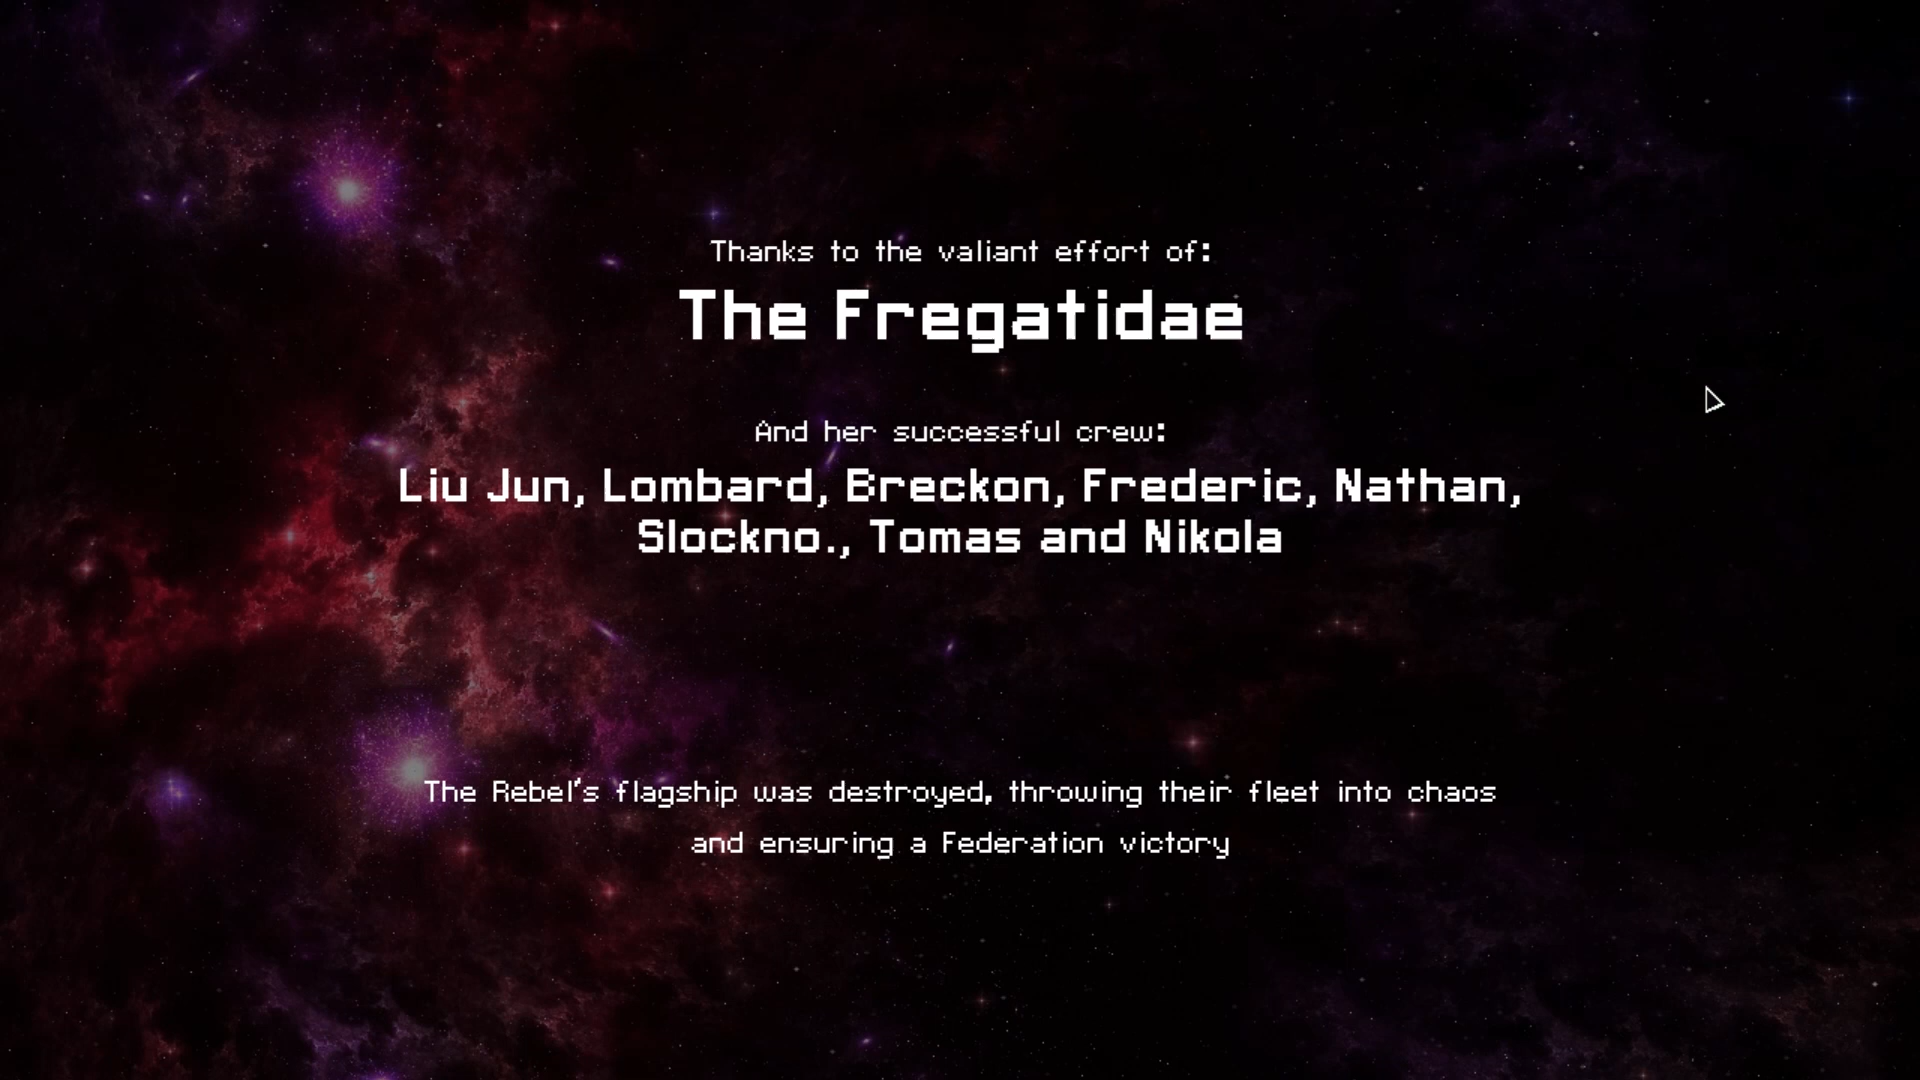 Thanks to the valiant effort of:
The Fregatidae
And her successful crew:
Liu Jun, Lombard, Breckon, Frederic, Nathan,
Slockno., Tomas and Nikola
The Rebel's flagship was destroyed, throwing their fleet into chaos
and ensuring a Federation victory